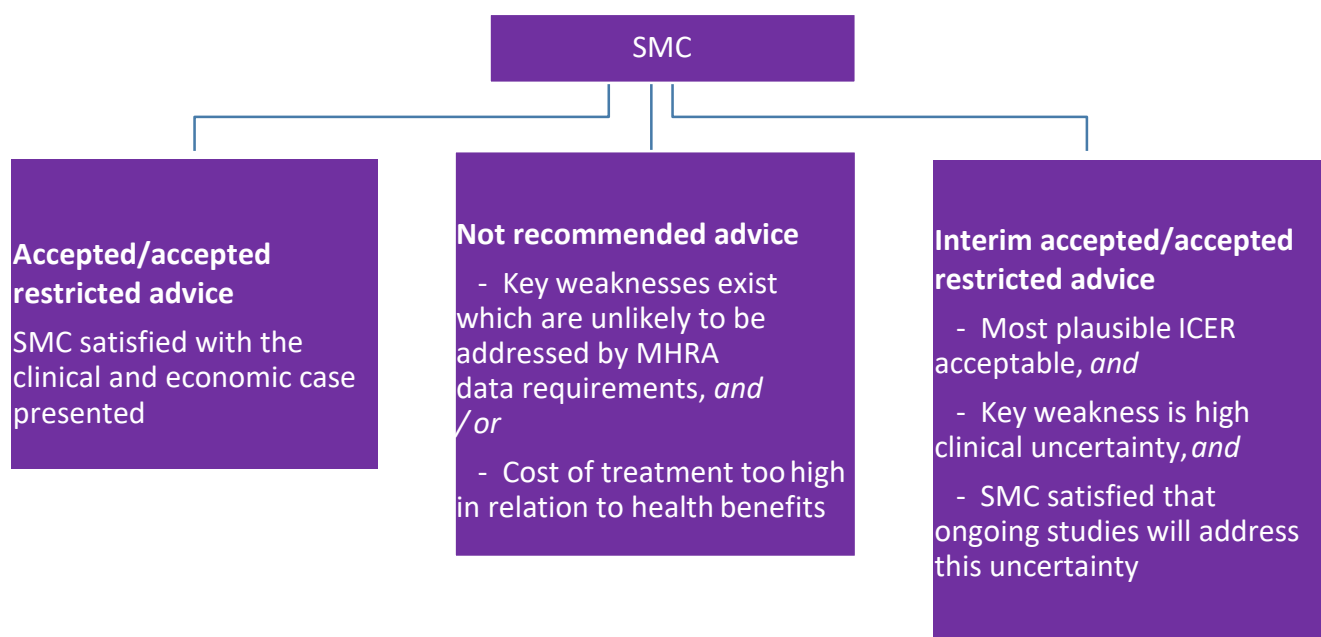 SMC
Accepted/accepted
restricted advice
SMC satisfied with the
clinical and economic case
presented
Not recommended advice
- Key weaknesses exist
which are unlikely to be
addressed by MHRA
data requirements, and
/ or
- Cost of treatment too high
in relation to health benefits
Interim accepted/accepted
restricted advice
- Most plausible ICER
acceptable, and
- Key weakness is high
clinical uncertainty, and
- SMC satisfied that
ongoing studies will address
this uncertainty